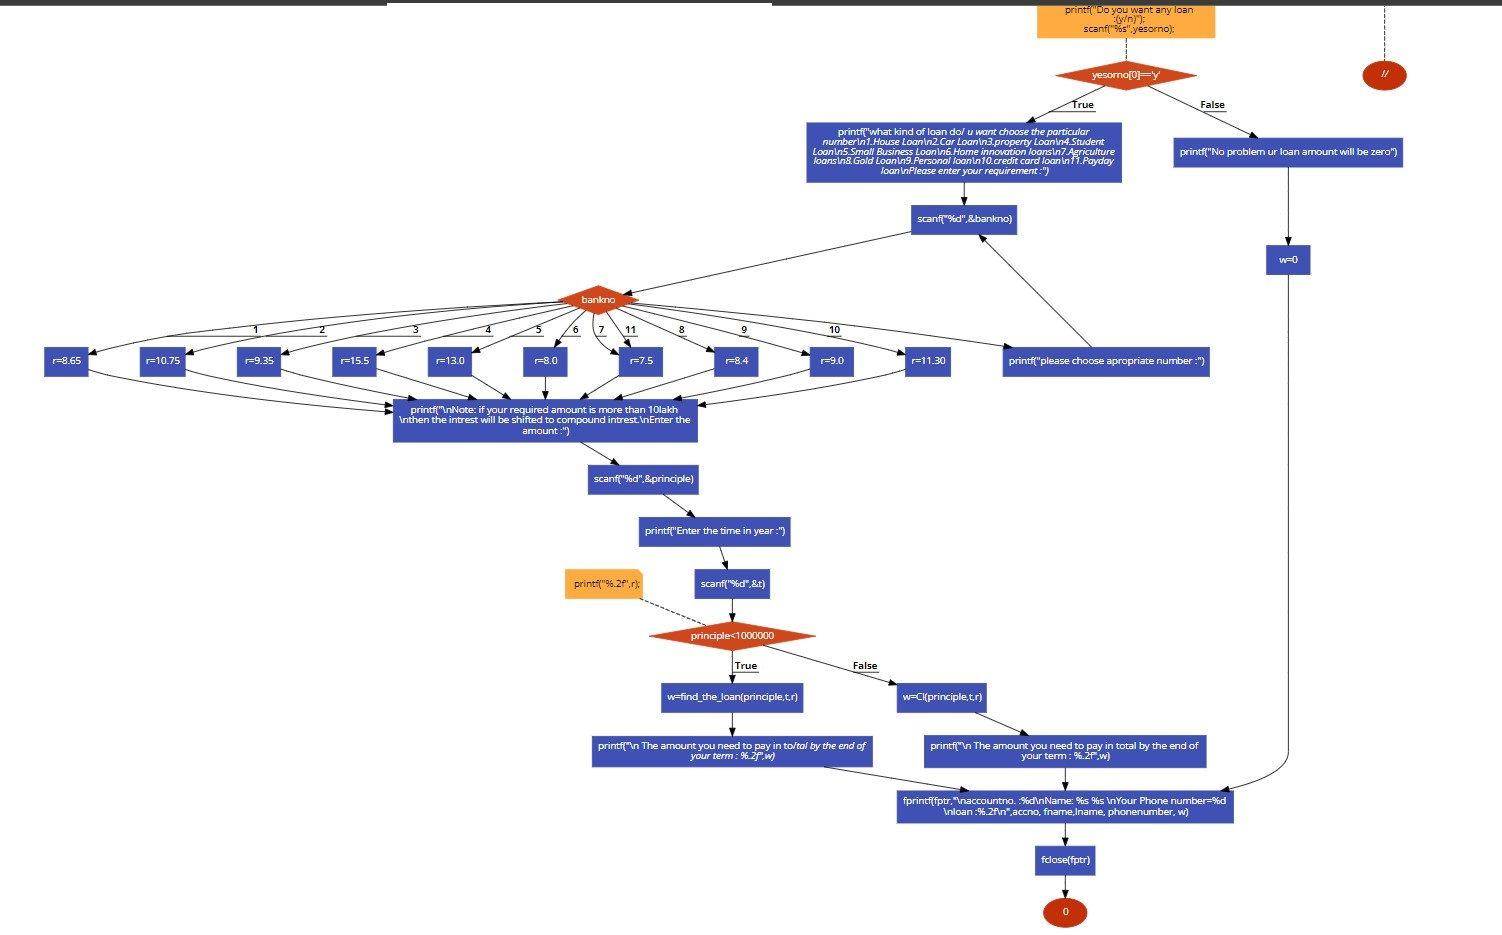 printf("Do you want any loan
:(y/n)");
scanf("%s",yesorno);
yesorno[0]=='y'
//
True
False
printf("what kind of loan do/ u want choose the particular
number\n1.House Loan\n2.Car Loan\n3.property Loan\n4.Student
Loan\n5.Small Business Loan\n6.Home innovation loans\n7.Agriculture
loans\n8.Gold Loan\n9.Personal loan\n10.credit card loan\n11.Payday
loan\nPlease enter your requirement :")
printf("No problem ur loan amount will be zero")
scanf("%d",&bankno)
w=0
bankno
1
2
3
4
5
6
7
11
8
9
10
r=8.65
r=10.75
r=9.35
r=15.5
r=13.0
r=8.0
r=7.5
r=8.4
r=9.0
r=11.30
printf("please choose apropriate number :")
printf("\nNote: if your required amount is more than 10lakh
\nthen the intrest will be shifted to compound intrest.\nEnter the
amount :")
scanf("%d",&principle)
printf("Enter the time in year :")
printf("%.2f",r);
scanf("%d",&t)
principle<1000000
True
False
w=find_the_loan(principle,t,r)
w=CI(principle,t,r)
printf("\n The amount you need to pay in to/tal by the end of
your term : %.2f",w)
printf("\n The amount you need to pay in total by the end of
your term : %.2f",w)
fprintf(fptr,"\naccountno. :%d\nName: %s %s \nYour Phone number=%d
\nloan :%.2f\n",accno, fname,lname, phonenumber, w)
fclose(fptr)
0